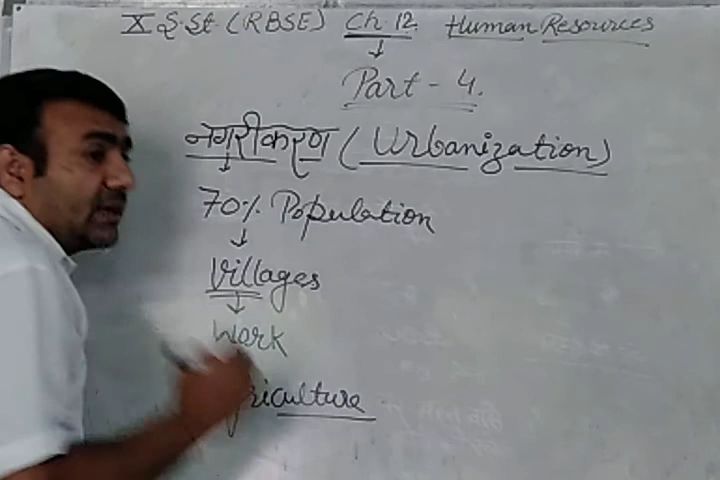 X S.St. (RBSE) Ch. 12. Human Resources
↓
Part - 4.
नगरीकरण (Urbanization)
↓
70% Population
↓
Villages
↓
Work